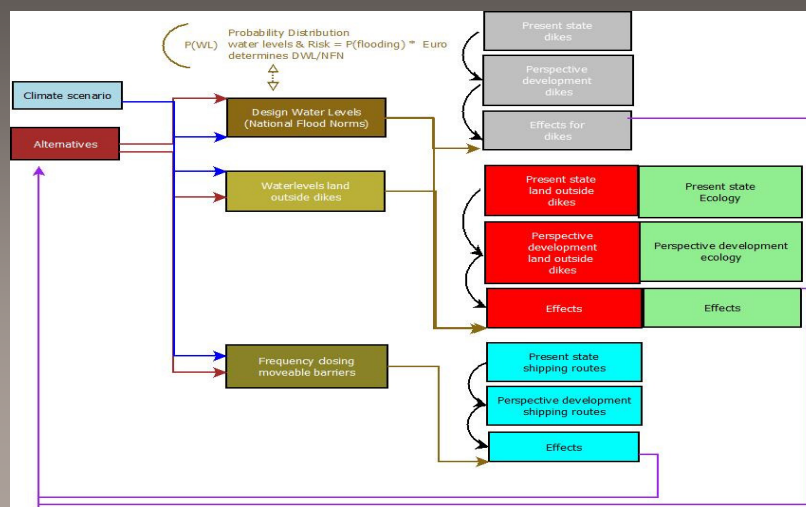 P(WL)
Probability Distribution
water levels & Risk = P(flooding) * Euro
determines DWL/NFN
Climate scenario
Alternatives
Design Water Levels
(National Flood Norms)
Waterlevels land
outside dikes
Frequency closing
moveable barriers
Present state
dikes
Perspective
development
dikes
Effects for
dikes
Present state
land outside
dikes
Present state
Ecology
Perspective
development
land outside
dikes
Perspective development
ecology
Effects
Effects
Present state
shipping routes
Perspective development
shipping routes
Effects